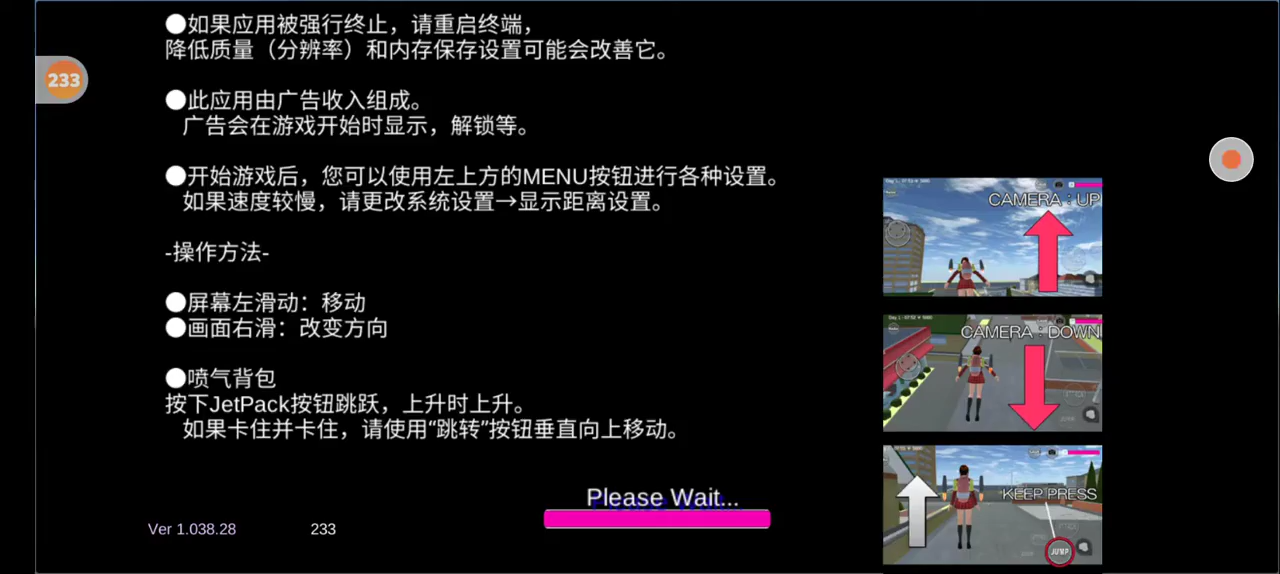 ●如果应用被强行终止，请重启终端，
降低质量（分辨率）和内存保存设置可能会改善它。
233
●此应用由广告收入组成。
广告会在游戏开始时显示，解锁等。
●开始游戏后，您可以使用左上方的MENU按钮进行各种设置。
如果速度较慢，请更改系统设置→显示距离设置。
-操作方法-
●屏幕左滑动：移动
●画面右滑：改变方向
●喷气背包
按下JetPack按钮跳跃，上升时上升。
如果卡住并卡住，请使用“跳转”按钮垂直向上移动。
Please Wait...
Ver 1.038.28
233
CAMERA : UP
CAMERA : DOWN
KEEP PRESS
JUMP